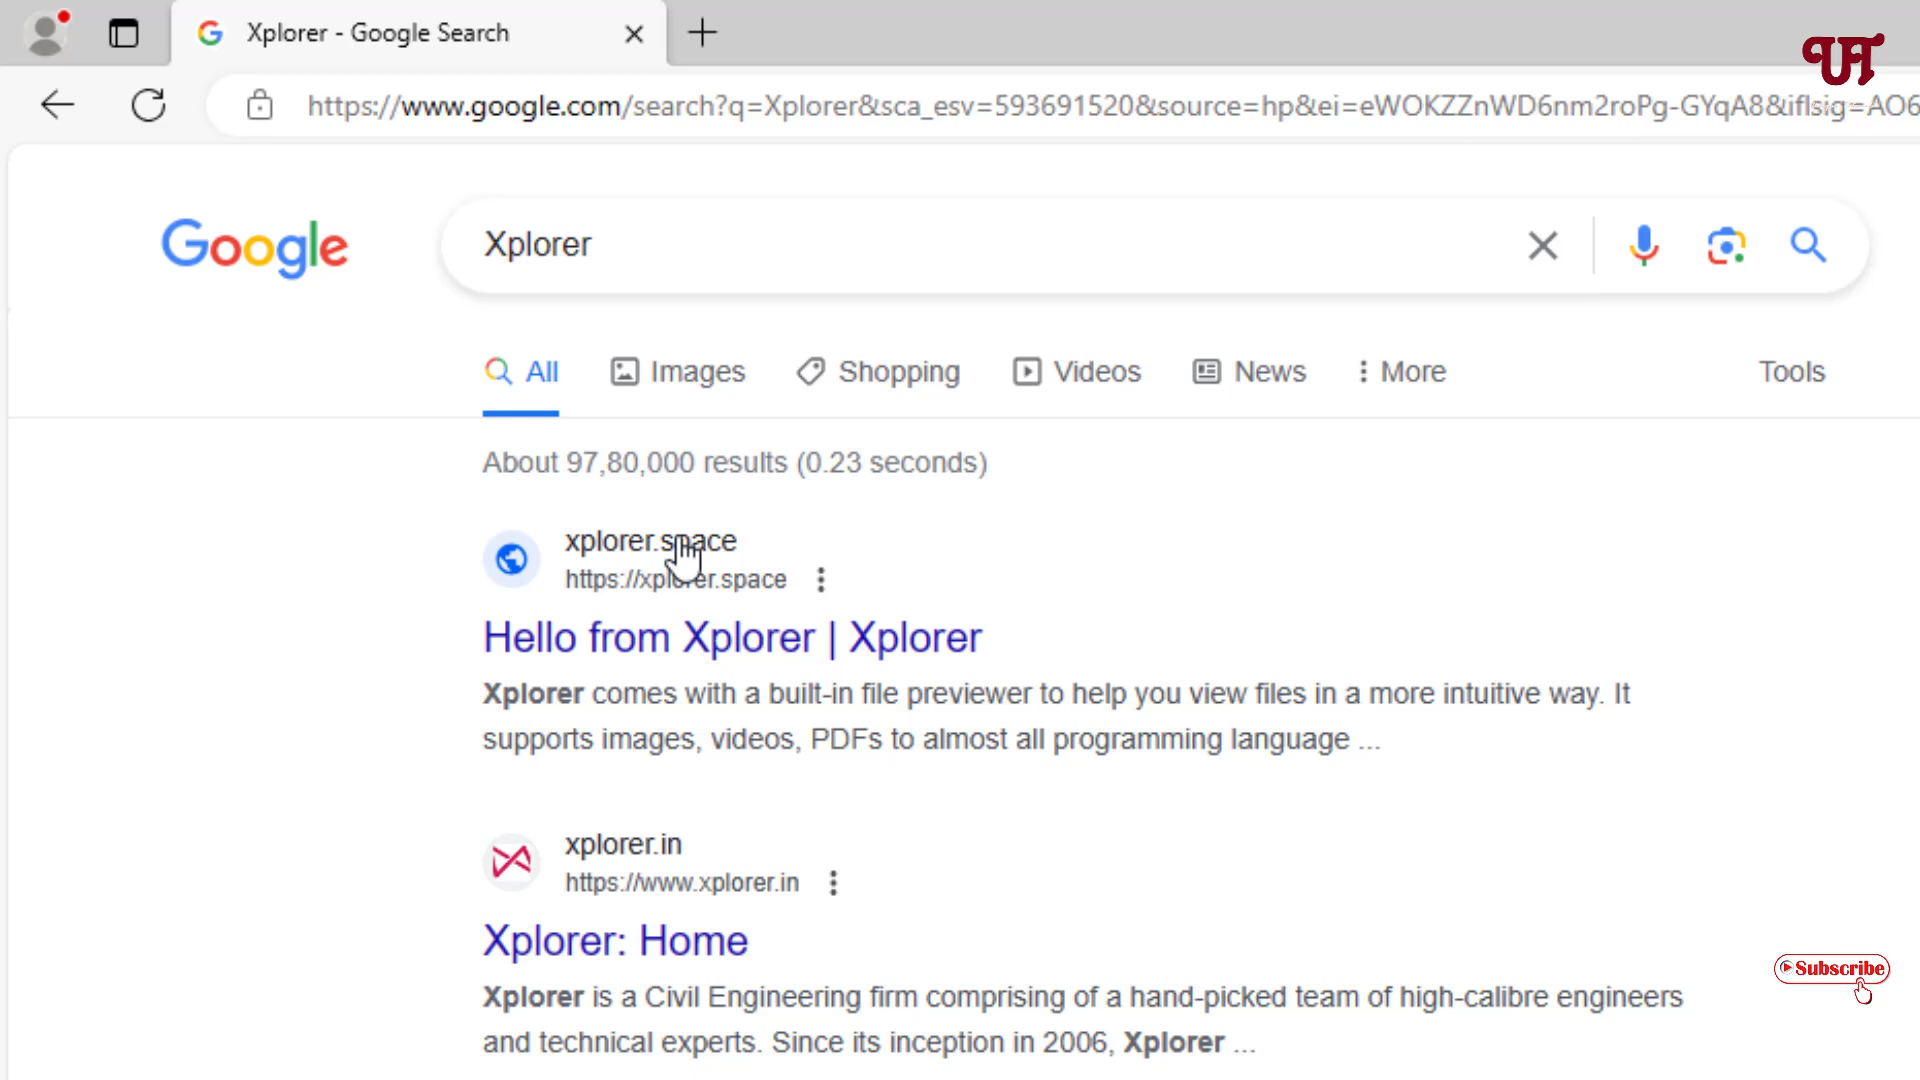 Xplorer - Google Search
UA
https://www.google.com/search?q=Xplorer&sca_esv=593691520&source=hp&ei=eWOKZZnWD6nm2roPg-GYqA8&iflsig=AO6
Google
Xplorer
All Images Shopping Videos News More Tools
About 97,80,000 results (0.23 seconds)
xplorer.space
https://xplorer.space
Hello from Xplorer | Xplorer
Xplorer comes with a built-in file previewer to help you view files in a more intuitive way. It
supports images, videos, PDFs to almost all programming language ...
xplorer.in
https://www.xplorer.in
Xplorer: Home
Xplorer is a Civil Engineering firm comprising of a hand-picked team of high-calibre engineers
and technical experts. Since its inception in 2006, Xplorer ...
Subscribe